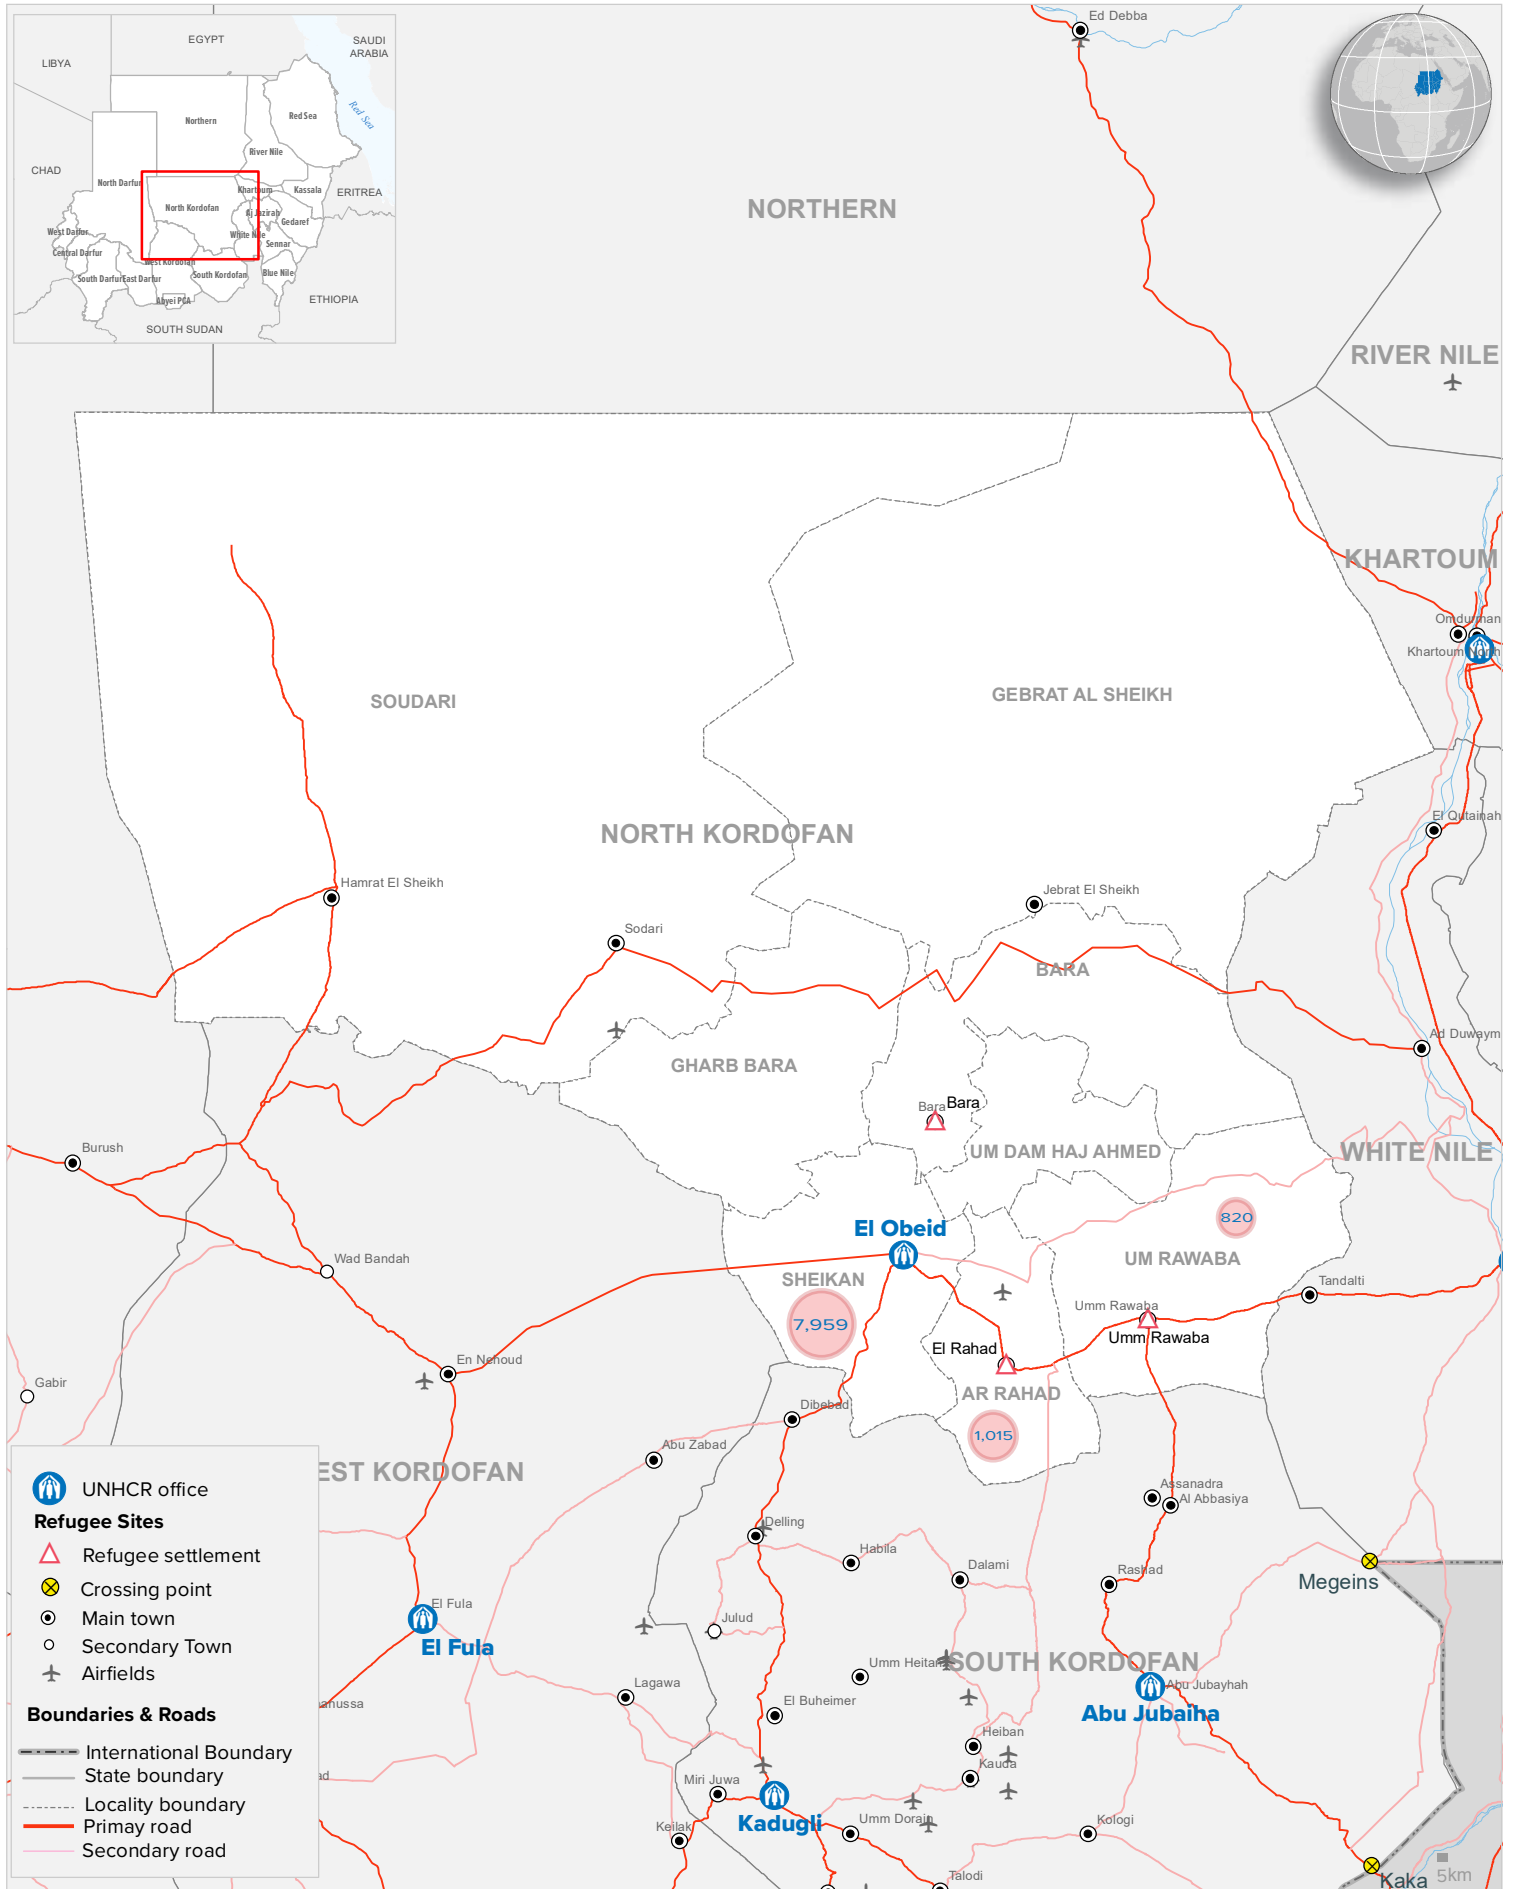 EGYPT
SAUDI
ARABIA
LIBYA
Red Sea
Northern
Red Sea
River Nile
CHAD
North Darfur
Khartoum
Kassala
ERITREA
North Kordofan
Aj Jazirah
Gedaref
West Darfur
White Nile
Sennar
Central Darfur
West Kordofan
South Darfur
East Darfur
South Kordofan
Blue Nile
Abyei PCA
ETHIOPIA
SOUTH SUDAN
Ed Debba
NORTHERN
RIVER NILE
KHARTOUM
Omdurman
Khartoum North
SOUDARI
GEBRAT AL SHEIKH
NORTH KORDOFAN
El Qutainah
Hamrat El Sheikh
Jebrat El Sheikh
Sodari
BARA
Ad Duwaym
GHARB BARA
Bara
Bara
Burush
UM DAM HAJ AHMED
WHITE NILE
820
El Obeid
Wad Bandah
UM RAWABA
SHEIKAN
Tandalti
7,959
Umm Rawaba
Umm Rawaba
El Rahad
En Nehoud
Gabir
AR RAHAD
Dibebad
1,015
Abu Zabad
EST KORDOFAN
Assanadra
Al Abbasiya
Delling
Habila
Dalami
Rashad
Megeins
El Fula
El Fula
Julud
Umm Heitan
SOUTH KORDOFAN
Lagawa
Abu Jubayhah
Abu Jubaiha
anussa
El Buheimer
Heiban
Kauda
ad
Miri Juwa
Kadugli
Umm Dorain
Kologi
Keilak
Talodi
Kaka
5km
UNHCR office
Refugee Sites
Refugee settlement
Crossing point
Main town
Secondary Town
Airfields
Boundaries & Roads
International Boundary
State boundary
Locality boundary
Primay road
Secondary road